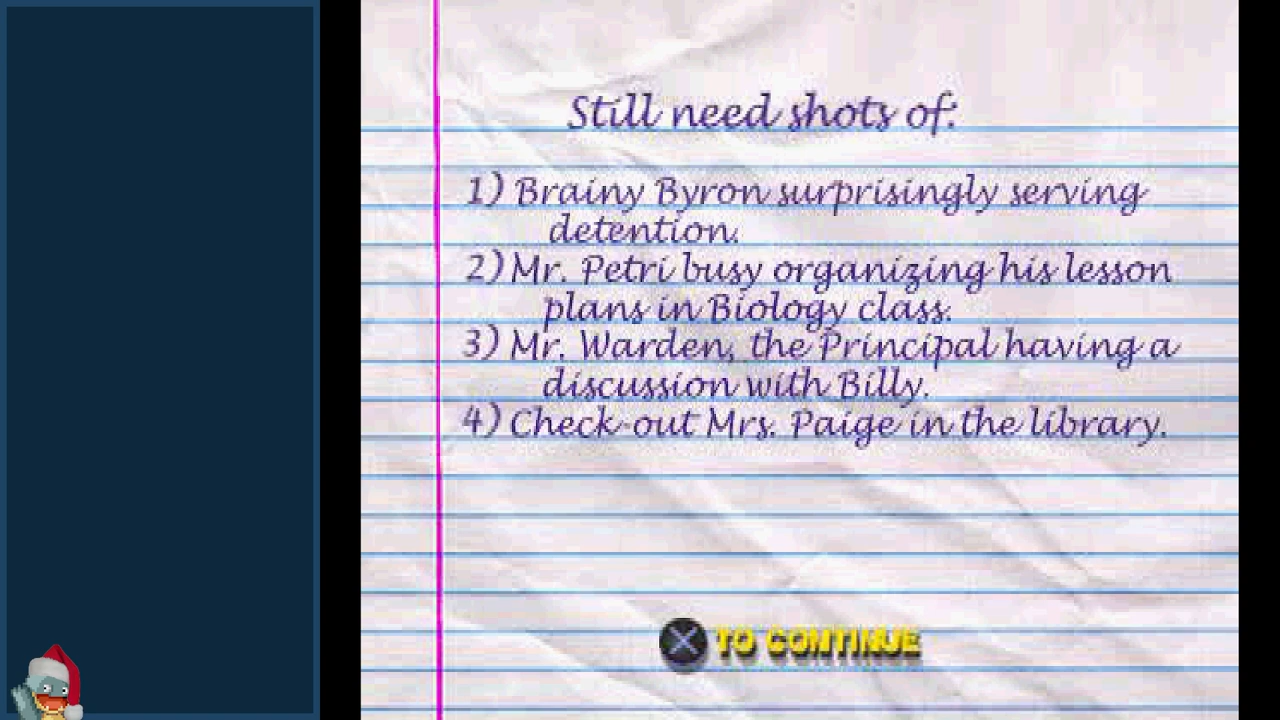 Still need shots of:
1) Brainy Byron surprisingly serving
detention.
2) Mr. Petri busy organizing his lesson
plans in Biology class.
3) Mr. Warden, the Principal having a
discussion with Billy.
4) Check-out Mrs. Paige in the library.
TO CONTINUE